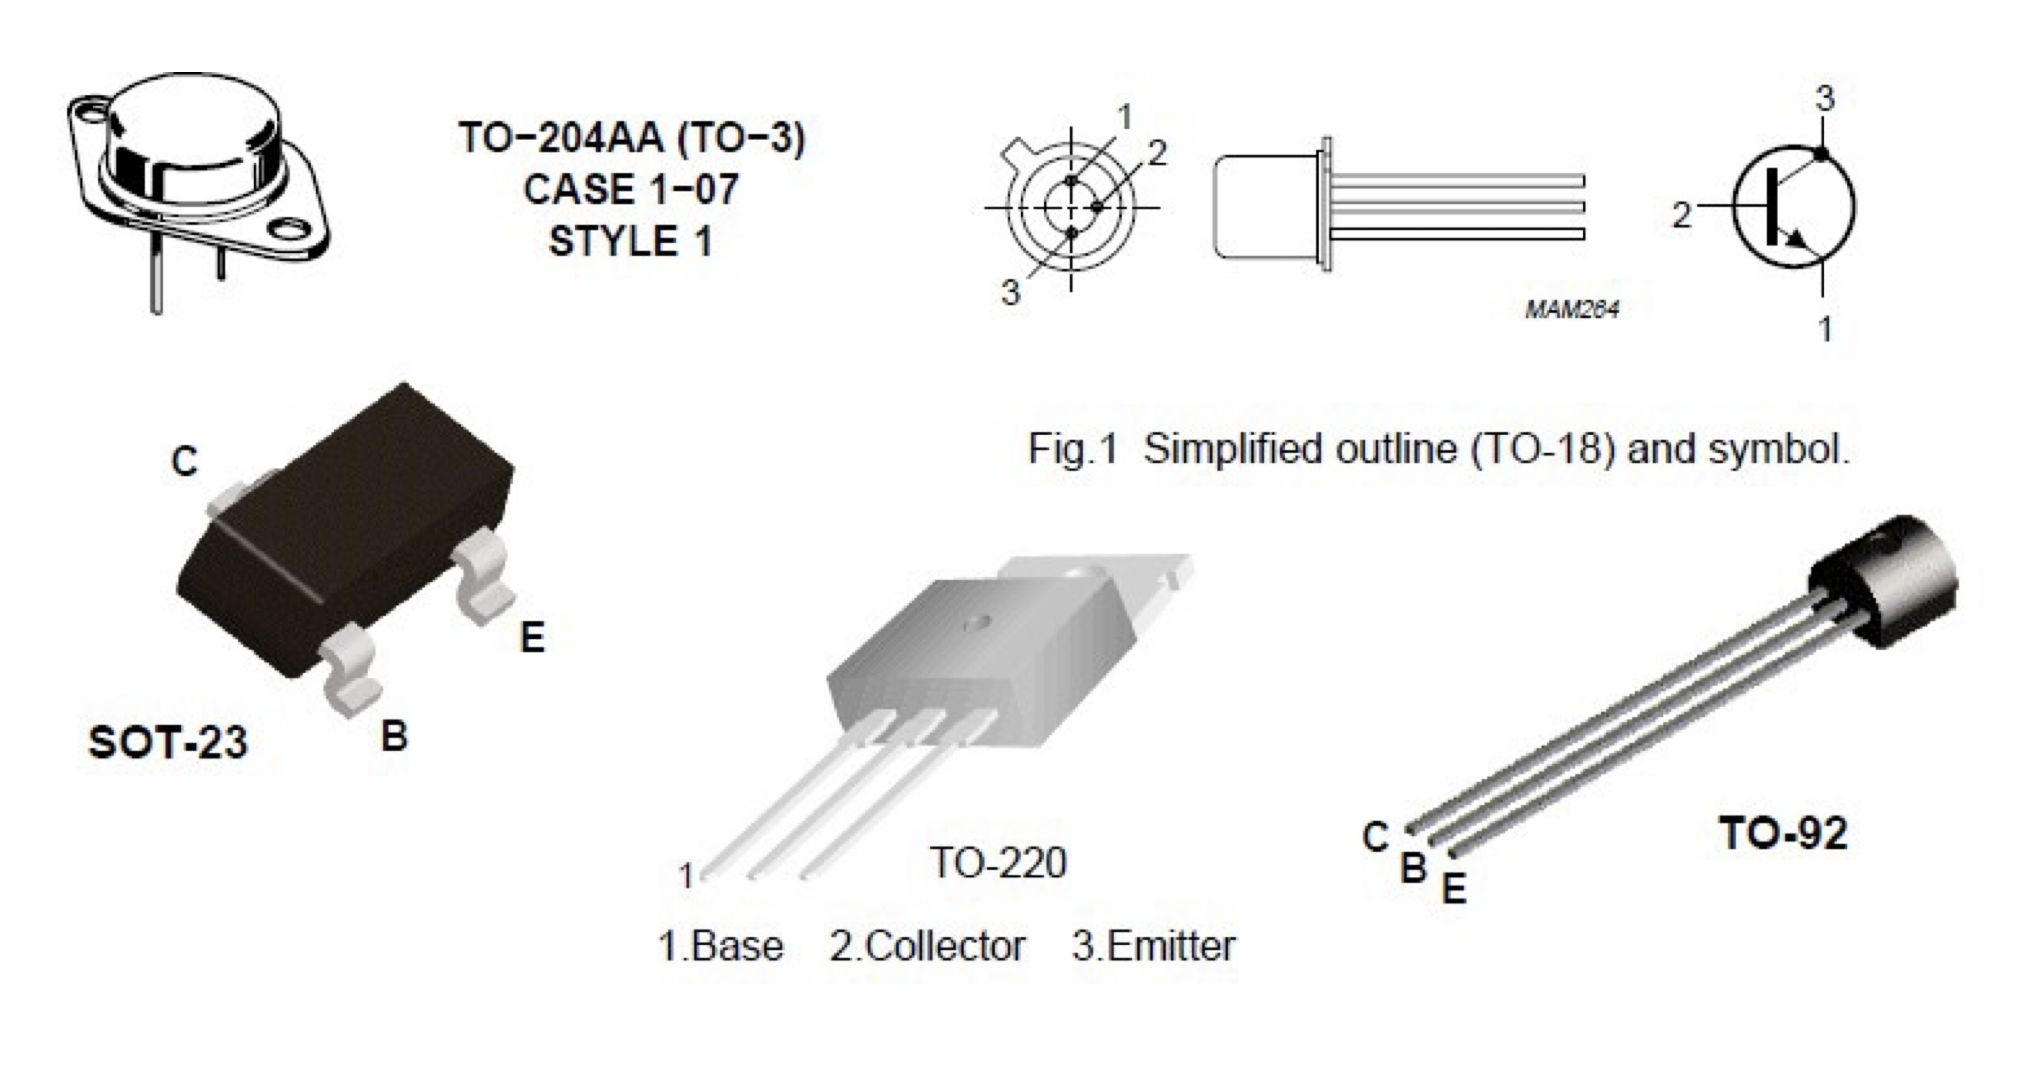 TO−204AA (TO−3)
CASE 1−07
STYLE 1
1
2
3
3
2
1
MAM264
Fig.1 Simplified outline (TO-18) and symbol.
C
E
B
SOT-23
1
TO-220
1.Base 2.Collector 3.Emitter
C
B
E
TO-92